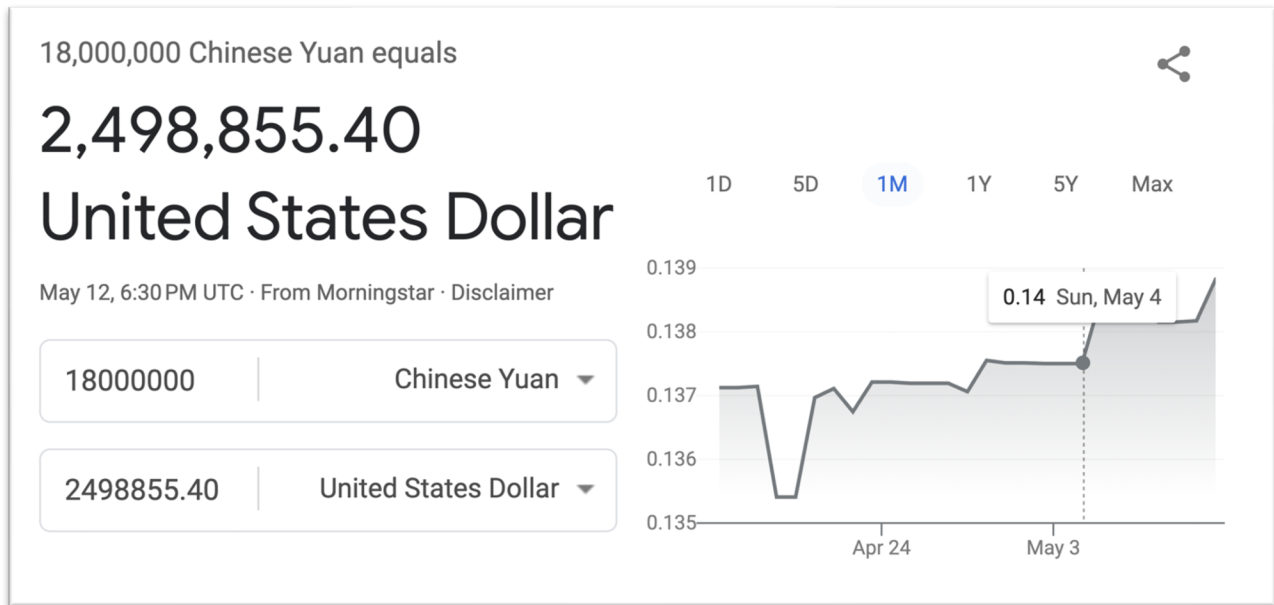 18,000,000 Chinese Yuan equals
2,498,855.40
United States Dollar
May 12, 6:30 PM UTC · From Morningstar · Disclaimer
18000000 Chinese Yuan
2498855.40 United States Dollar
1D 5D 1M 1Y 5Y Max
0.139
0.14 Sun, May 4
0.138
0.137
0.136
0.135
Apr 24 May 3